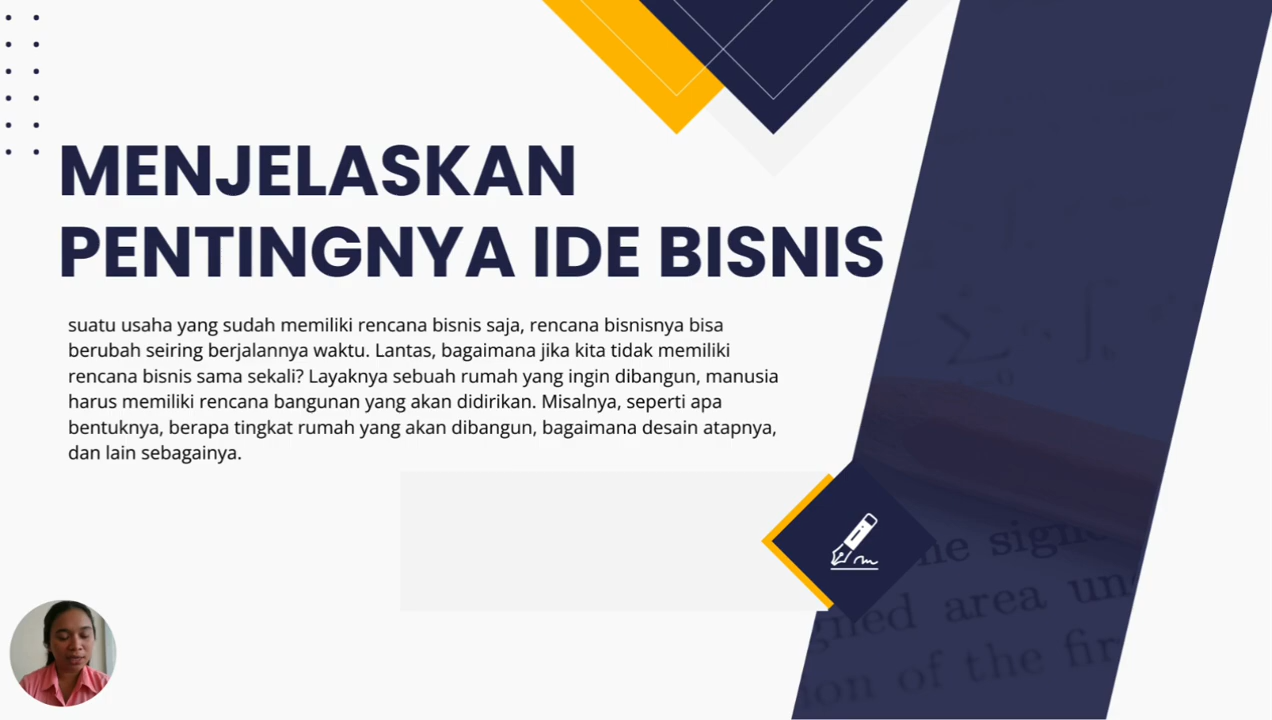 MENJELASKAN
PENTINGNYA IDE BISNIS
suatu usaha yang sudah memiliki rencana bisnis saja, rencana bisnisnya bisa
berubah seiring berjalannya waktu. Lantas, bagaimana jika kita tidak memiliki
rencana bisnis sama sekali? Layaknya sebuah rumah yang ingin dibangun, manusia
harus memiliki rencana bangunan yang akan didirikan. Misalnya, seperti apa
bentuknya, berapa tingkat rumah yang akan dibangun, bagaimana desain atapnya,
dan lain sebagainya.
area
of the